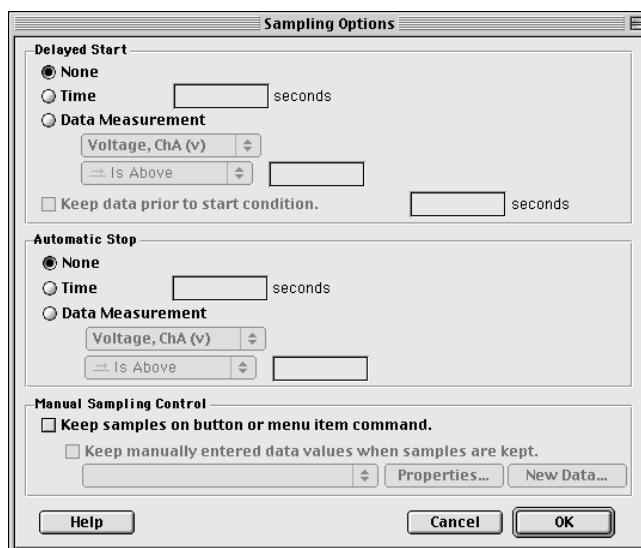 Sampling Options
Delayed Start
None
Time seconds
Data Measurement
Voltage, ChA (v)
Is Above
Keep data prior to start condition. seconds
Automatic Stop
None
Time seconds
Data Measurement
Voltage, ChA (v)
Is Above
Manual Sampling Control
Keep samples on button or menu item command.
Keep manually entered data values when samples are kept.
Properties... New Data...
Help Cancel OK